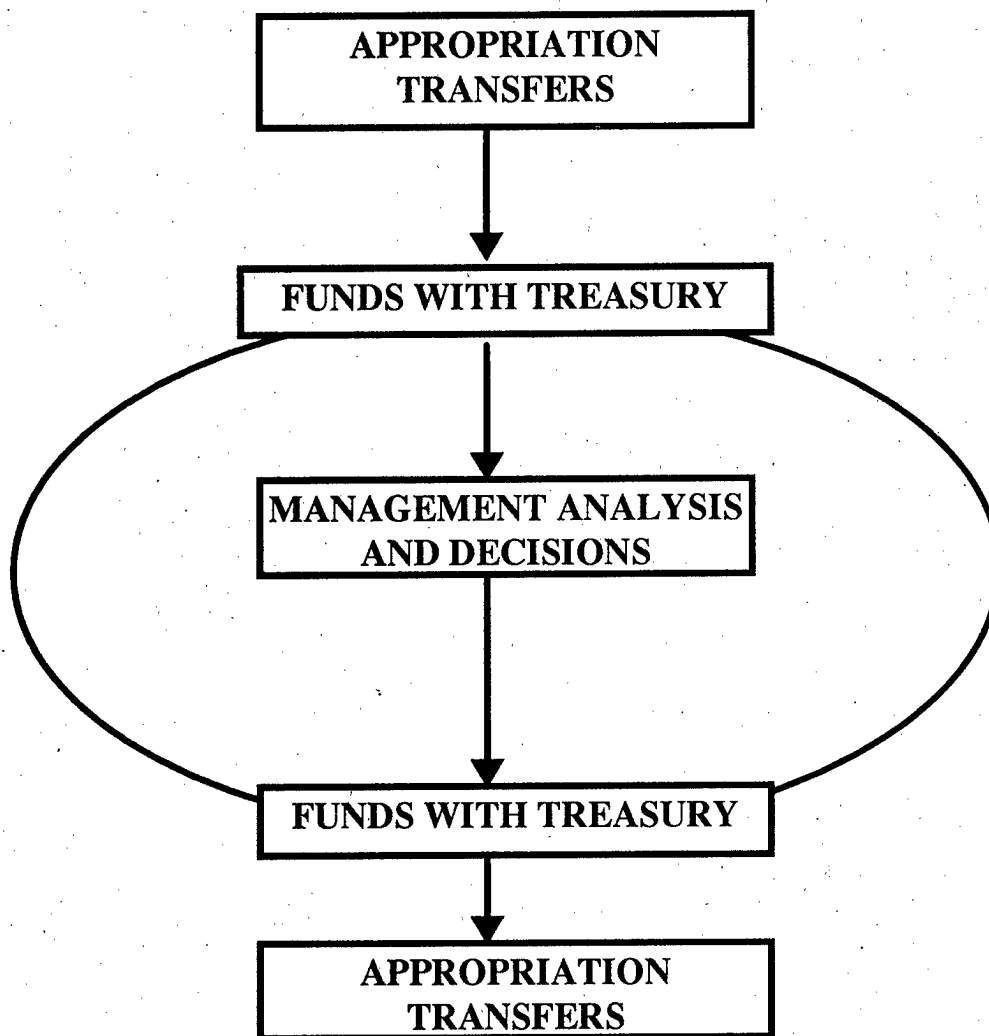 APPROPRIATION
TRANSFERS
FUNDS WITH TREASURY
MANAGEMENT ANALYSIS
AND DECISIONS
FUNDS WITH TREASURY
APPROPRIATION
TRANSFERS